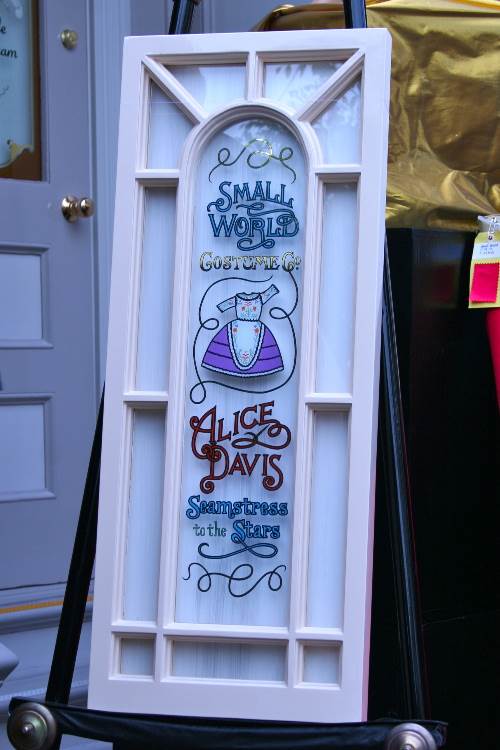 Small
World
Costume Co
Alice
Davis
Seamstress
to the Stars